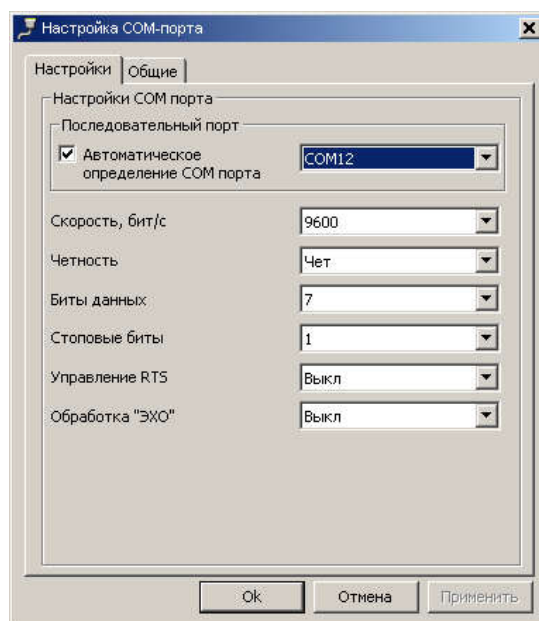 Настройка COM-порта
Настройки Общие
Настройки COM порта
Последовательный порт
Автоматическое определение COM порта COM12
Скорость, бит/с 9600
Четность Чет
Биты данных 7
Стоповые биты 1
Управление RTS Выкл
Обработка "ЭХО" Выкл
Ok Отмена Применить